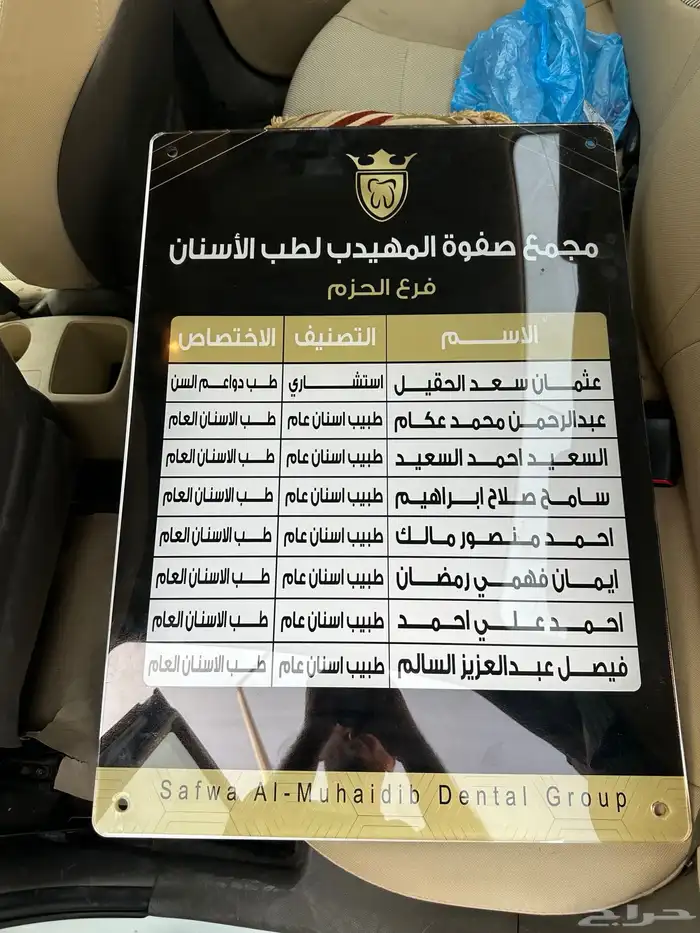 مجمع صفوة المهيدب لطب الأسنان
فرع الحزم
الاسم التصنيف الاختصاص
عثمان سعد الحقيل استشاري طب دواعم السن
عبدالرحمن محمد عكام طبيب اسنان عام طب الاسنان العام
السعيد احمد السعيد طبيب اسنان عام طب الاسنان العام
سامح صلاح ابراهيم طبيب اسنان عام طب الاسنان العام
احمد منصور مالك طبيب اسنان عام طب الاسنان العام
ايمان فهمي رمضان طبيب اسنان عام طب الاسنان العام
احمد علي احمد طبيب اسنان عام طب الاسنان العام
فيصل عبدالعزيز السالم طبيب اسنان عام طب الاسنان العام
Safwa Al-Muhaidib Dental Group
حراج